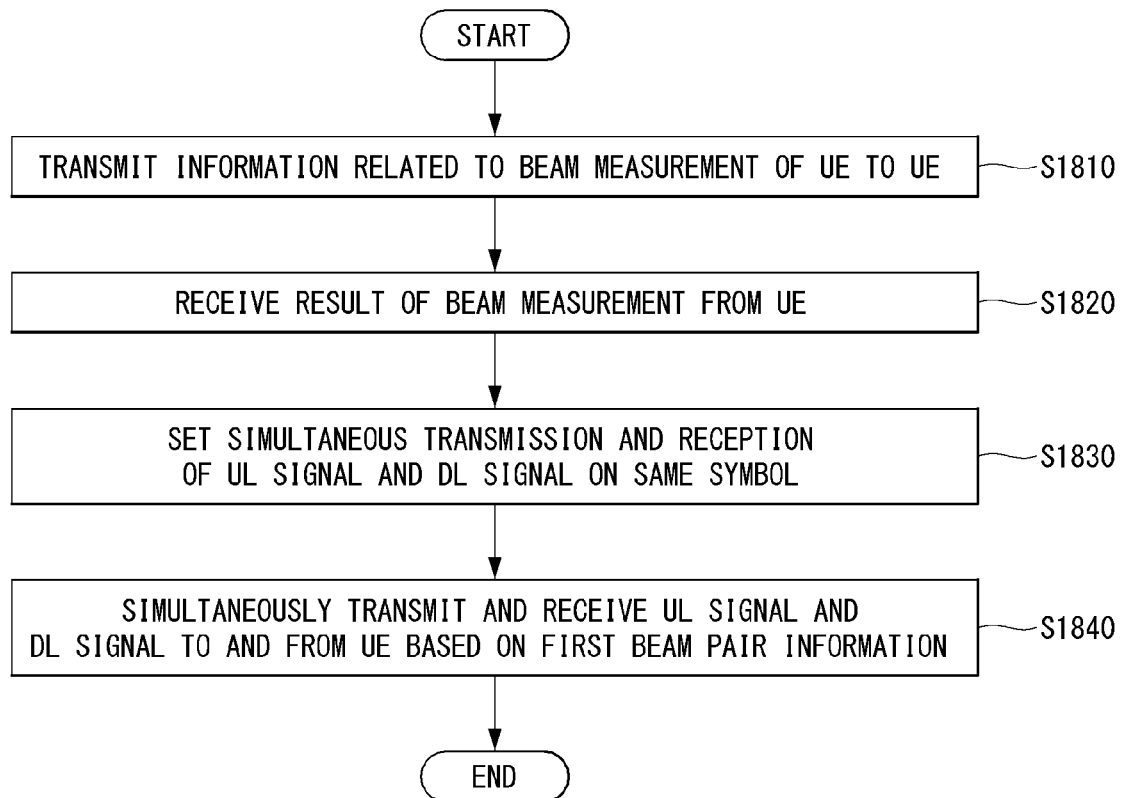 START
TRANSMIT INFORMATION RELATED TO BEAM MEASUREMENT OF UE TO UE
S1810
RECEIVE RESULT OF BEAM MEASUREMENT FROM UE
S1820
SET SIMULTANEOUS TRANSMISSION AND RECEPTION
OF UL SIGNAL AND DL SIGNAL ON SAME SYMBOL
S1830
SIMULTANEOUSLY TRANSMIT AND RECEIVE UL SIGNAL AND
DL SIGNAL TO AND FROM UE BASED ON FIRST BEAM PAIR INFORMATION
S1840
END